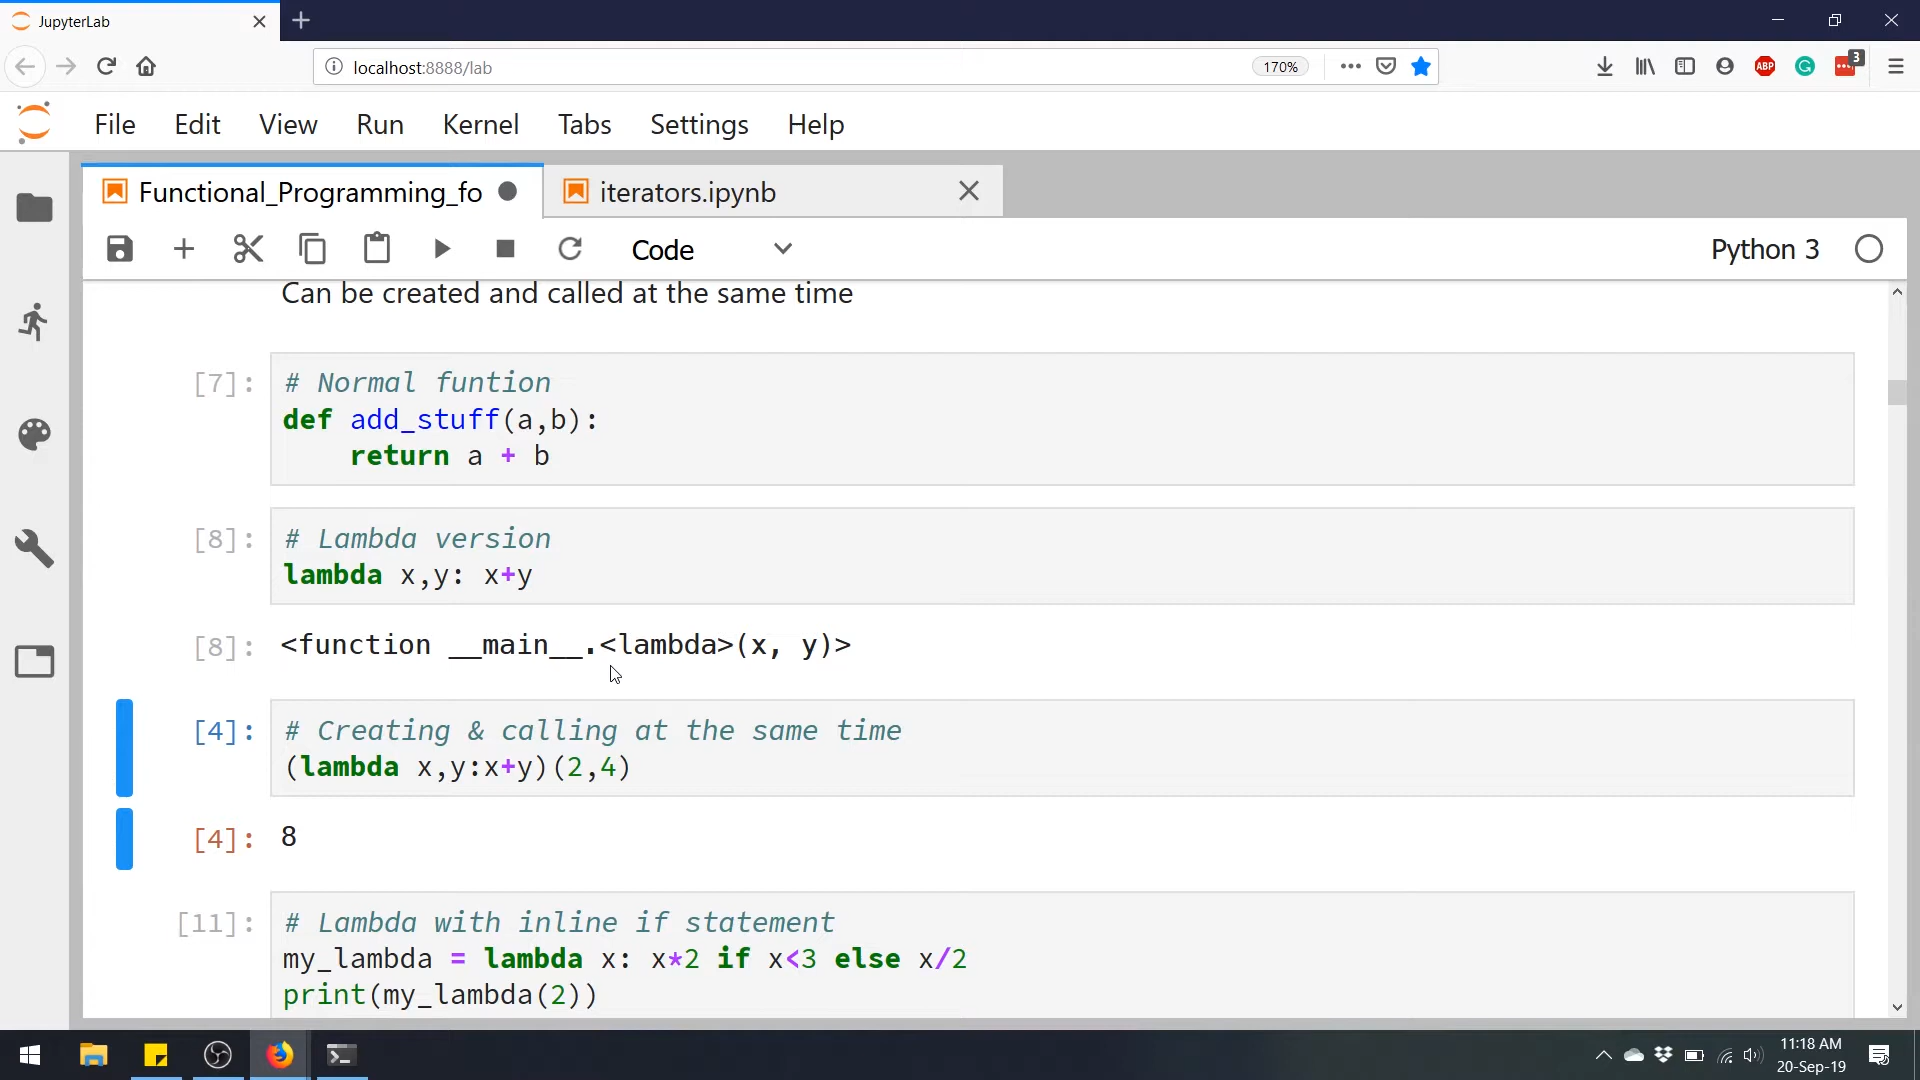 JupyterLab
localhost:8888/lab
170%
ABP
3
File Edit View Run Kernel Tabs Settings Help
Functional_Programming_fo
iterators.ipynb
Code
Python 3
Can be created and called at the same time
[7]:
# Normal funtion
def add_stuff(a,b):
    return a + b
[8]:
# Lambda version
lambda x,y: x+y
[8]:
<function __main__.<lambda>(x, y)>
[4]:
# Creating & calling at the same time
(lambda x,y:x+y)(2,4)
[4]:
8
[11]:
# Lambda with inline if statement
my_lambda = lambda x: x*2 if x<3 else x/2
print(my_lambda(2))
11:18 AM
20-Sep-19